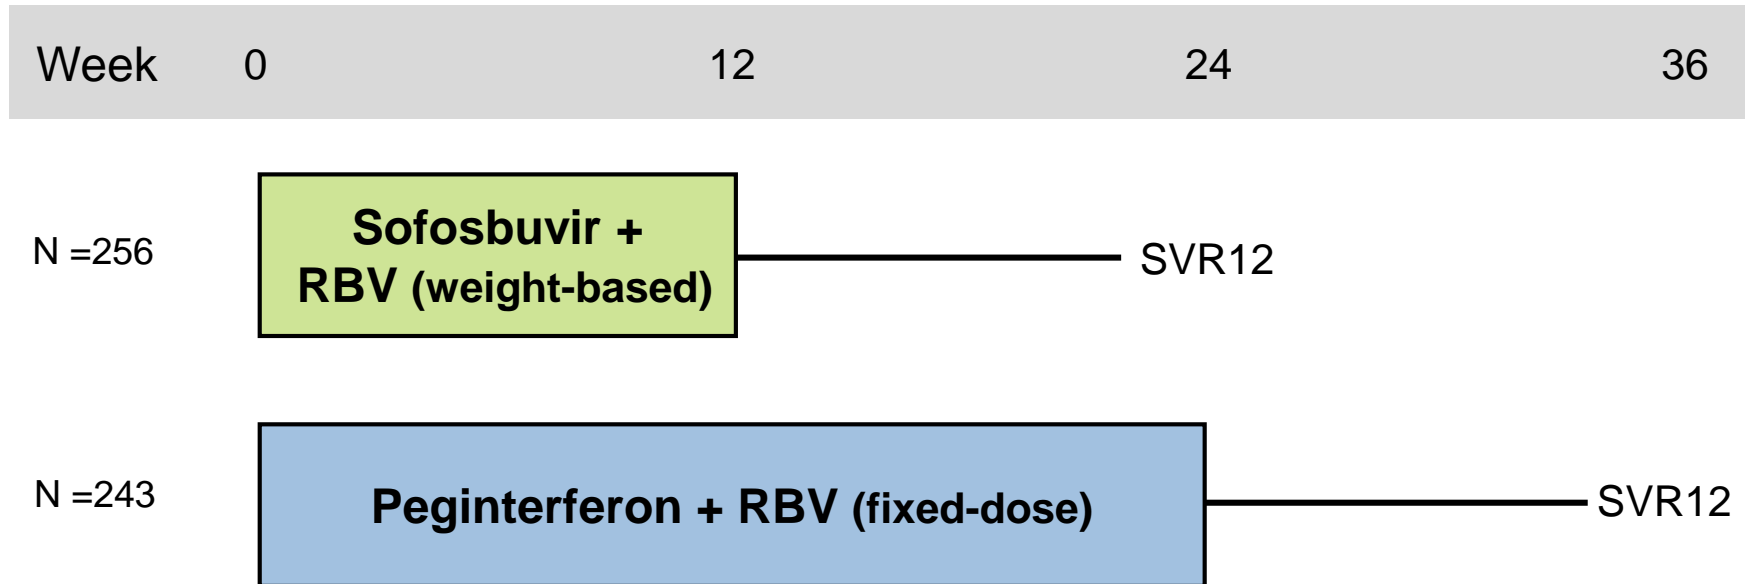 Week 0 12 24 36
N =256
Sofosbuvir +
RBV (weight-based)
SVR12
N =243
Peginterferon + RBV (fixed-dose)
SVR12